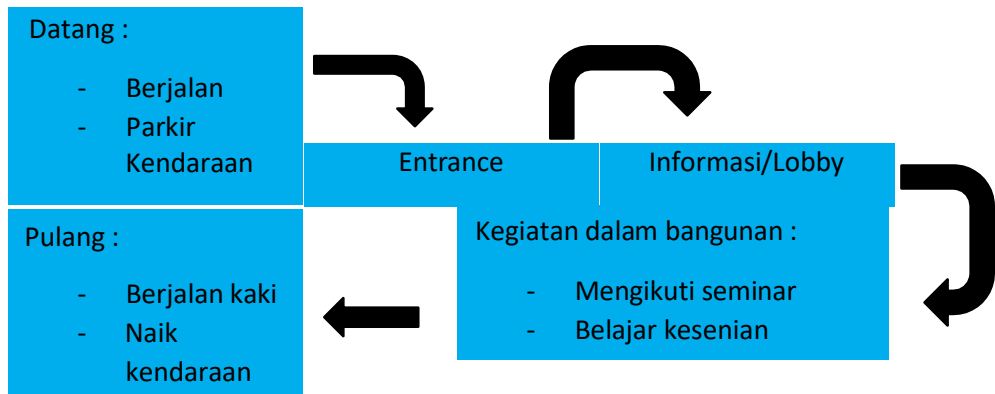 Datang :
- Berjalan
- Parkir
Kendaraan
Entrance
Informasi/Lobby
Kegiatan dalam bangunan :
- Mengikuti seminar
- Belajar kesenian
Pulang :
- Berjalan kaki
- Naik
kendaraan